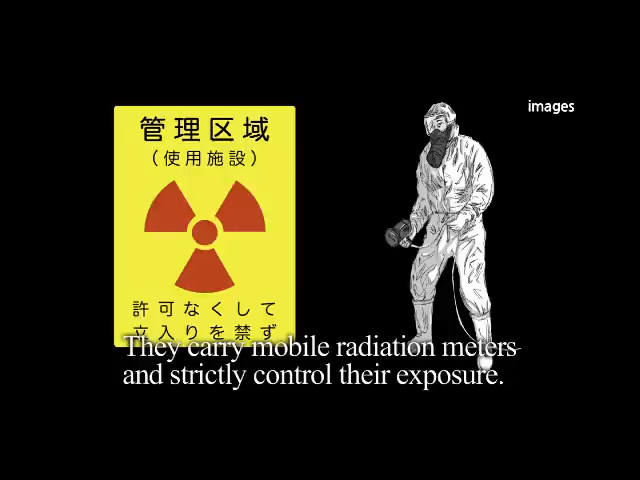 images
管理区域
（使用施設）
許可なくして
立入りを禁ず
They carry mobile radiation meters
and strictly control their exposure.